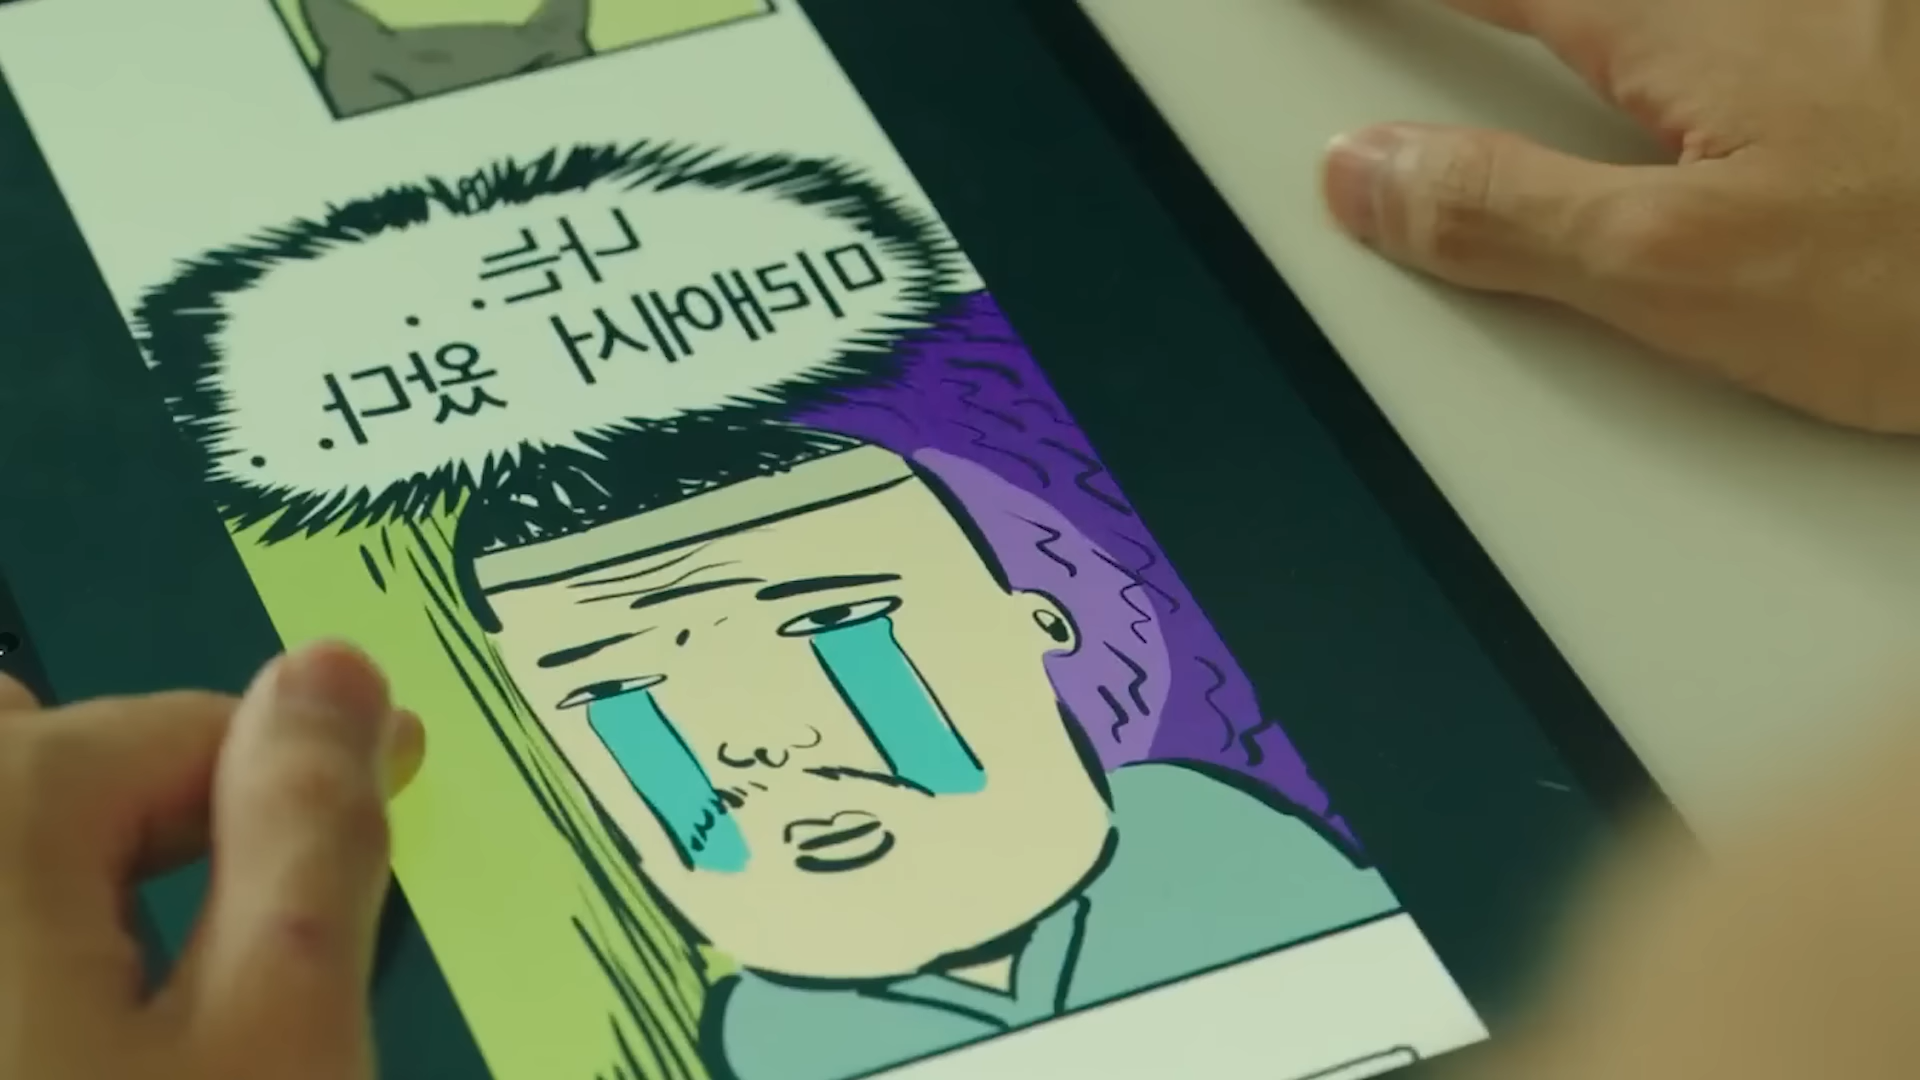 나는. .
미래에서 왔다. .